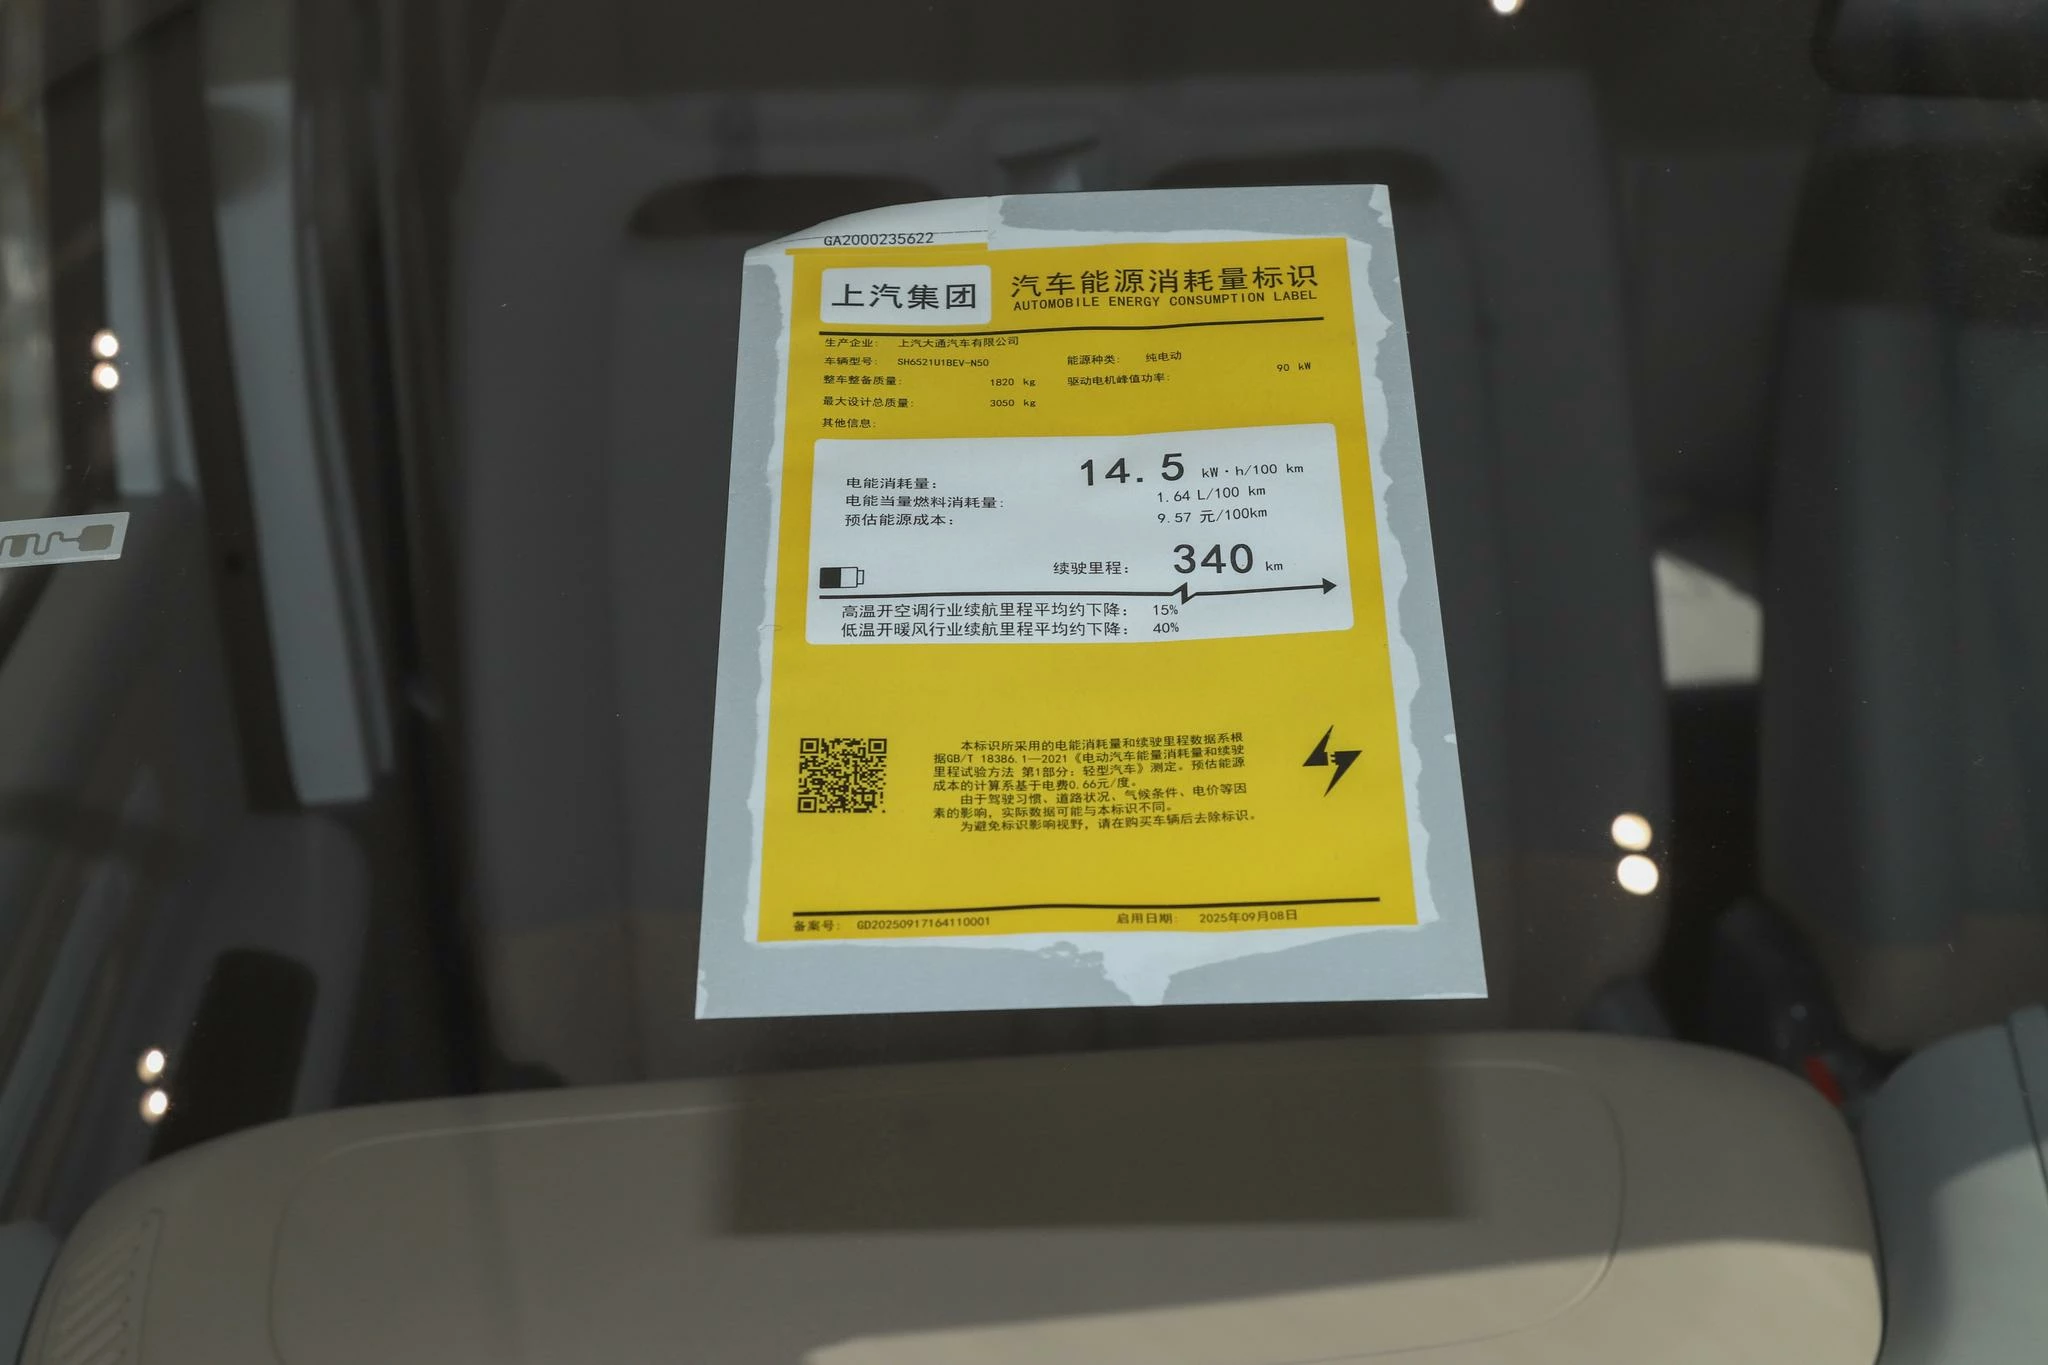 GA2000235622
上汽集团
汽车能源消耗量标识
AUTOMOBILE ENERGY CONSUMPTION LABEL
生产企业: 上汽大通汽车有限公司
车辆型号: SH6521U1BEV-N50 能源种类: 纯电动
整车整备质量: 1820 kg 驱动电机峰值功率: 90 kW
最大设计总质量: 3050 kg
其他信息:
电能消耗量: 14.5 kW·h/100 km
电能当量燃料消耗量: 1.64 L/100 km
预估能源成本: 9.57 元/100km
续驶里程: 340 km
高温开空调行业续航里程平均约下降: 15%
低温开暖风行业续航里程平均约下降: 40%
本标识所采用的电能消耗量和续驶里程数据系根
据GB/T 18386.1—2021《电动汽车能量消耗量和续驶
里程试验方法 第1部分: 轻型汽车》测定。预估能源
成本的计算系基于电费0.66元/度。
由于驾驶习惯、道路状况、气候条件、电价等因
素的影响, 实际数据可能与本标识不同。
为避免标识影响视野, 请在购买车辆后去除标识。
备案号: GD20250917164110001 启用日期: 2025年09月08日